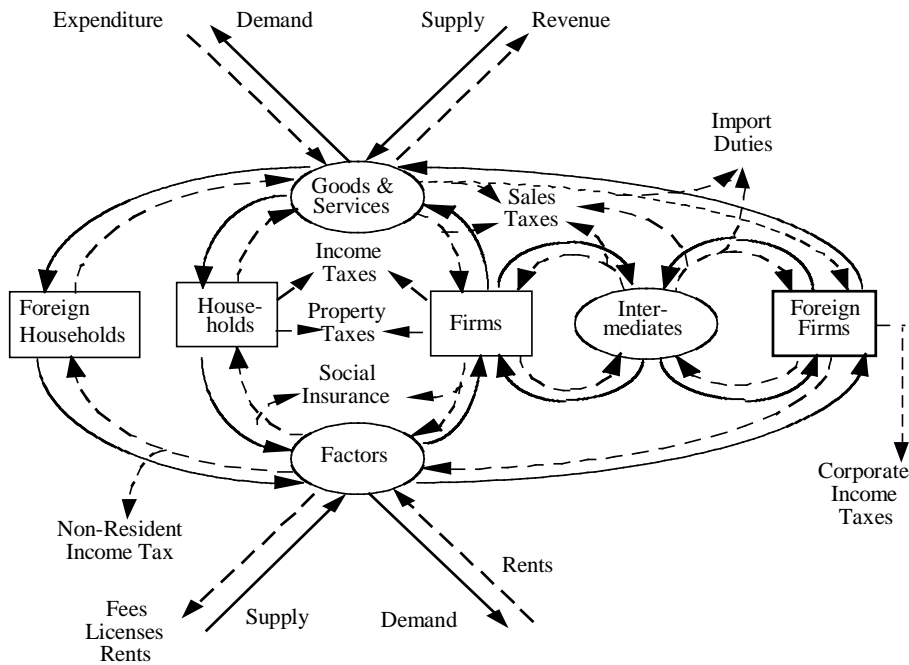 Expenditure
Demand
Supply
Revenue
Import
Duties
Goods &
Services
Sales
Taxes
Income
Taxes
Foreign
Households
House-
holds
Property
Taxes
Firms
Inter-
mediates
Foreign
Firms
Social
Insurance
Factors
Corporate
Income
Taxes
Non-Resident
Income Tax
Rents
Fees
Licenses
Rents
Supply
Demand